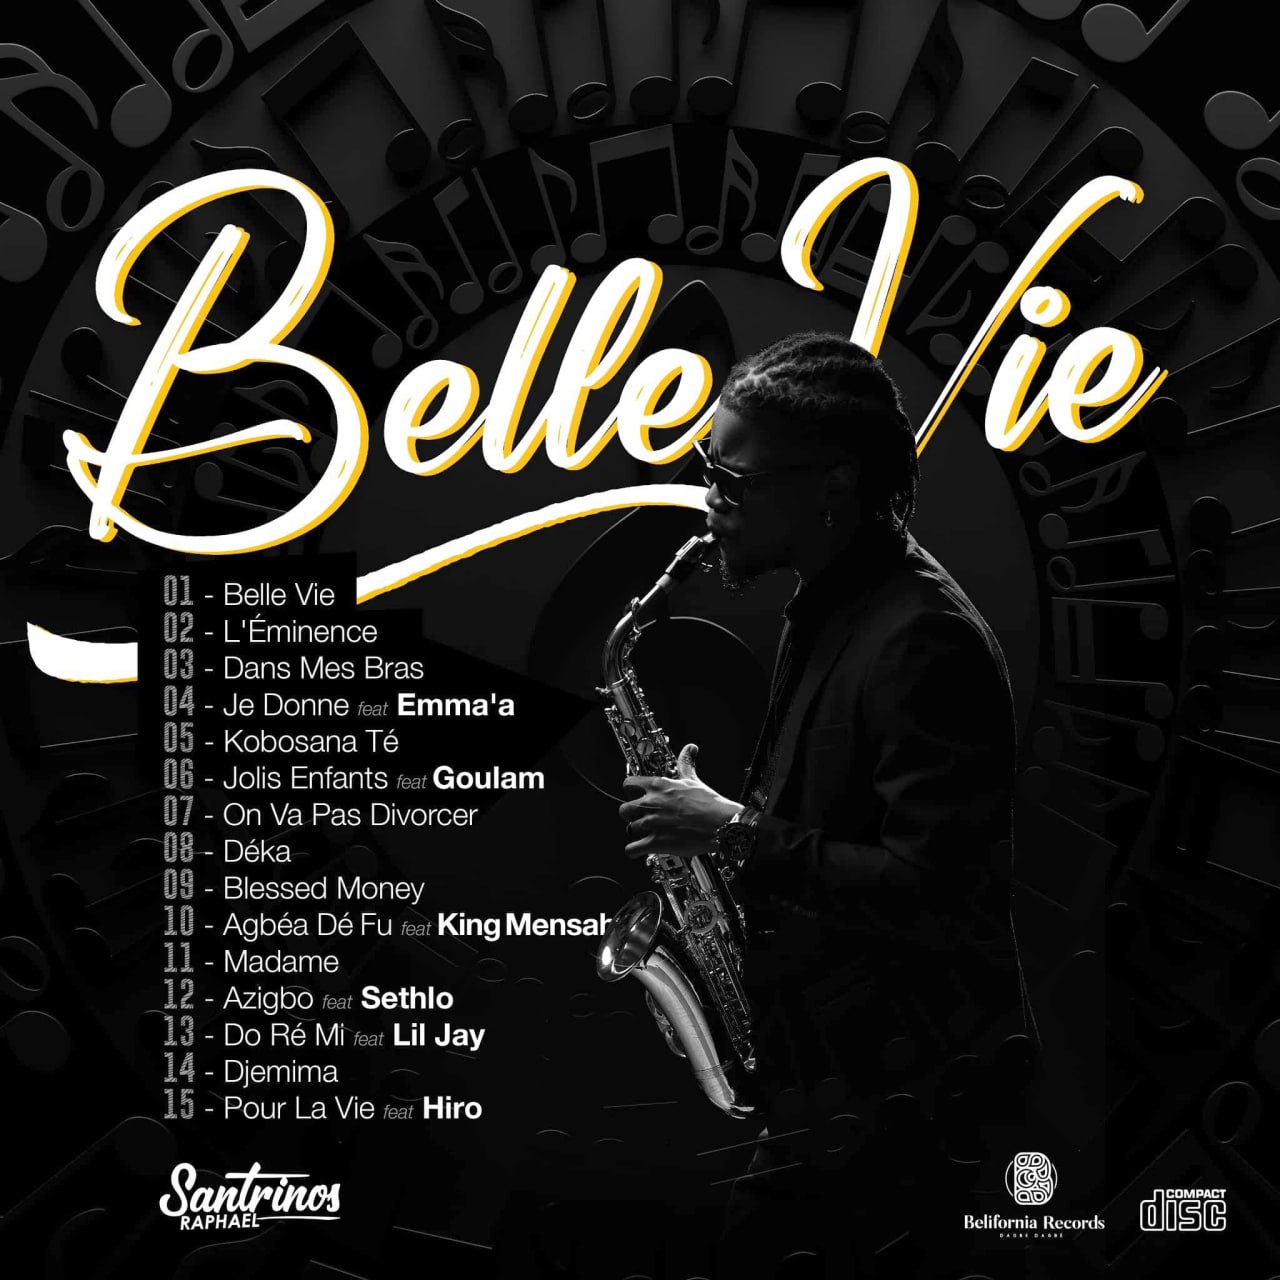 Belle Vie
01 - Belle Vie
02 - L'Éminence
03 - Dans Mes Bras
04 - Je Donne feat Emma'a
05 - Kobosana Té
06 - Jolis Enfants feat Goulam
07 - On Va Pas Divorcer
08 - Déka
09 - Blessed Money
10 - Agbéa Dé Fu feat King Mensah
11 - Madame
12 - Azigbo feat Sethlo
13 - Do Ré Mi feat Lil Jay
14 - Djemima
15 - Pour La Vie feat Hiro
Santrinos
RAPHAEL
Belifornia Records
DAGBE DAGBE
COMPACT
disc